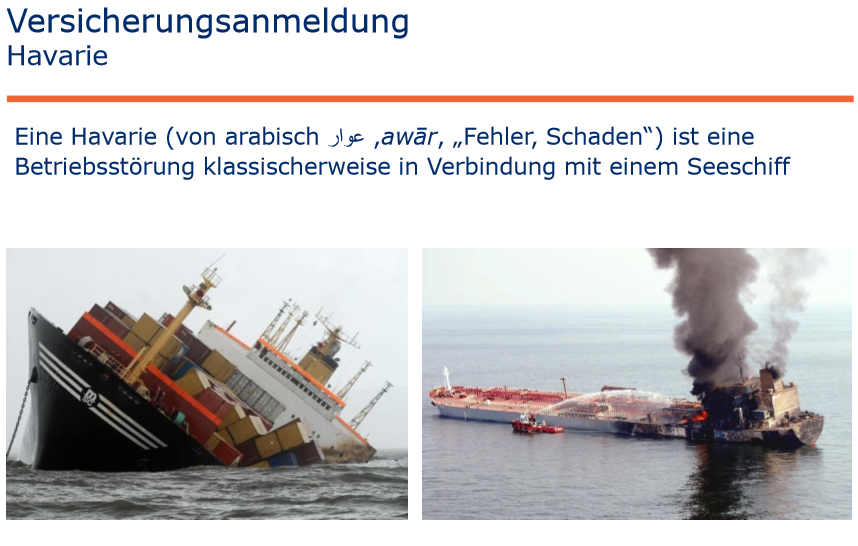 Versicherungsanmeldung
Havarie
Eine Havarie (von arabisch عوار ,awār, „Fehler, Schaden“) ist eine
Betriebsstörung klassischerweise in Verbindung mit einem Seeschiff